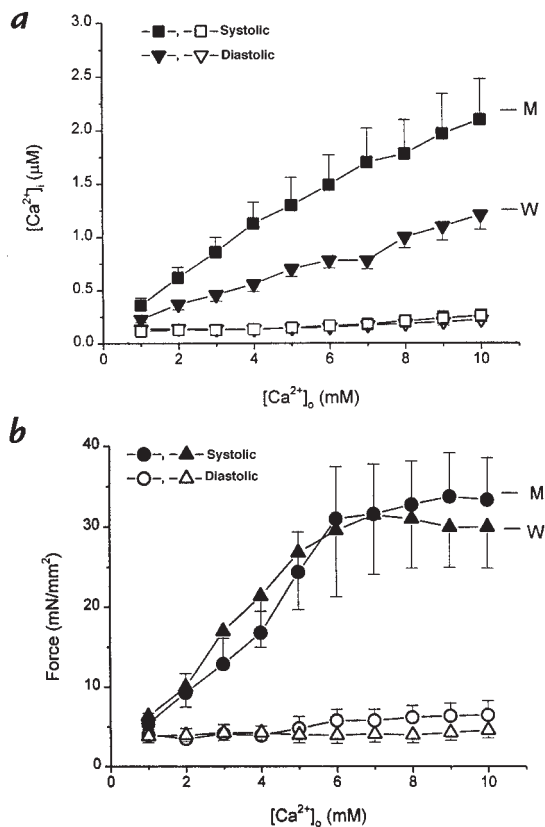 a
Systolic
Diastolic
3.0
2.5
2.0
1.5
1.0
0.5
0.0
[Ca²⁺]ᵢ (µM)
M
W
0 2 4 6 8 10
[Ca²⁺]ₒ (mM)
b
Systolic
Diastolic
40
30
20
10
0
Force (mN/mm²)
M
W
0 2 4 6 8 10
[Ca²⁺]ₒ (mM)